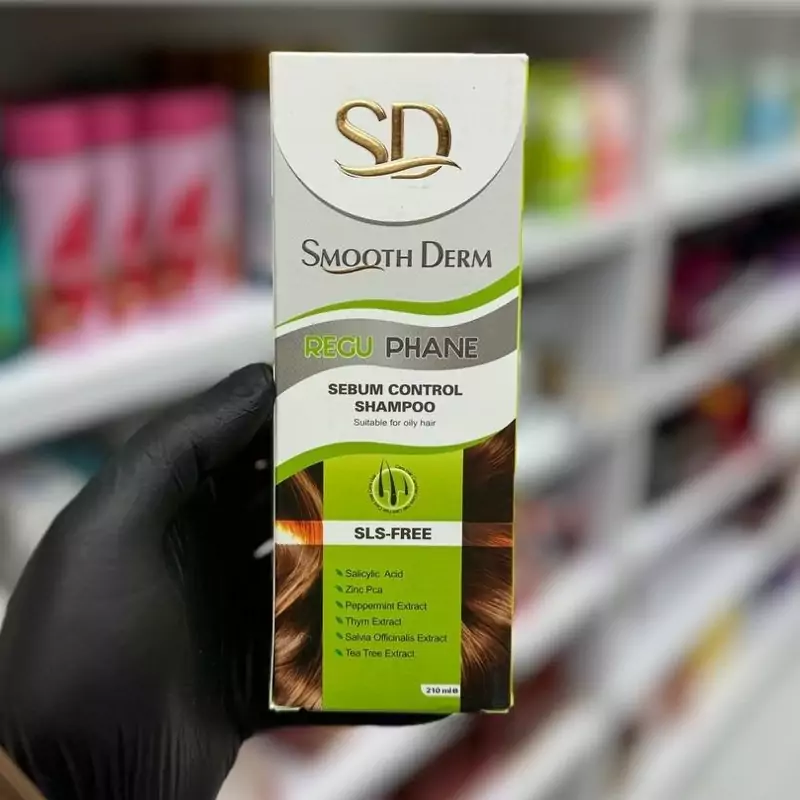 SD
SMOOTH DERM
REGU PHANE
SEBUM CONTROL
SHAMPOO
Suitable for oily hair
SLS-FREE
Salicylic Acid
Zinc Pca
Peppermint Extract
Thym Extract
Salvia Officinalis Extract
Tea Tree Extract
210 ml e